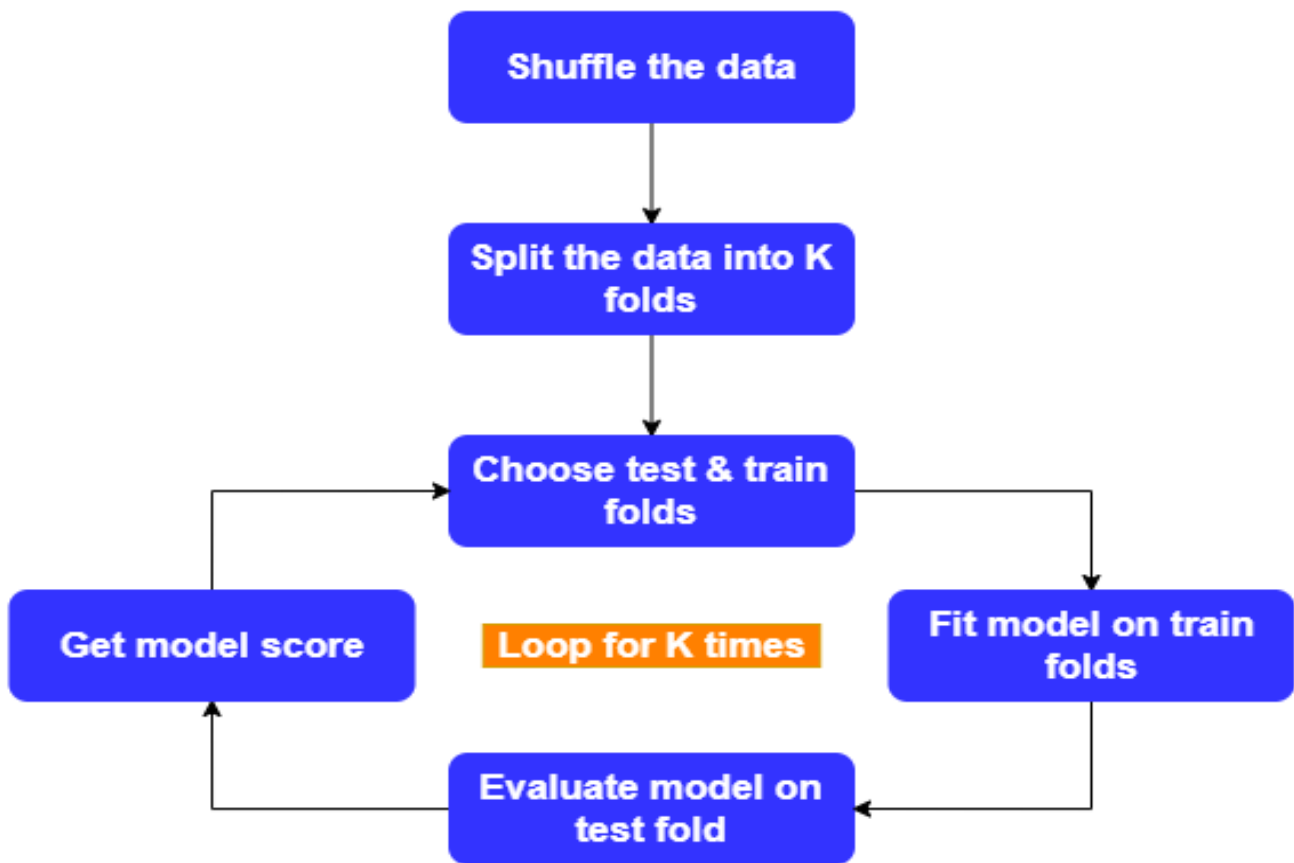 Shuffle the data
Split the data into K
folds
Choose test & train
folds
Get model score
Loop for K times
Fit model on train
folds
Evaluate model on
test fold